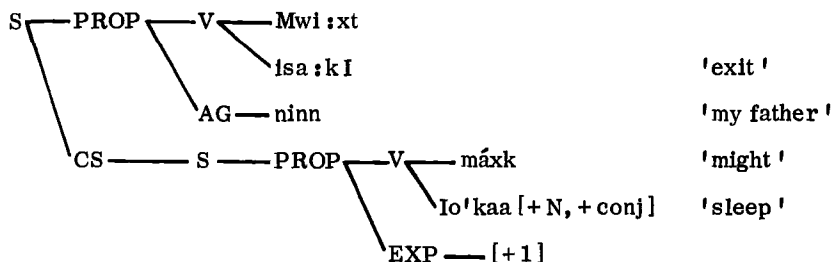 S PROP V Mwi:xt
isa:kI 'exit'
AG ninn 'my father'
CS S PROP V máxk 'might'
Io'kaa [+N, +conj] 'sleep'
EXP [+1]